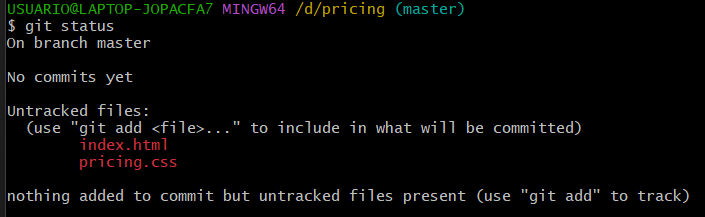 USUARIO@LAPTOP-JOPACFA7 MINGW64 /d/pricing (master)
$ git status
On branch master
No commits yet
Untracked files:
(use "git add <file>..." to include in what will be committed)
index.html
pricing.css
nothing added to commit but untracked files present (use "git add" to track)